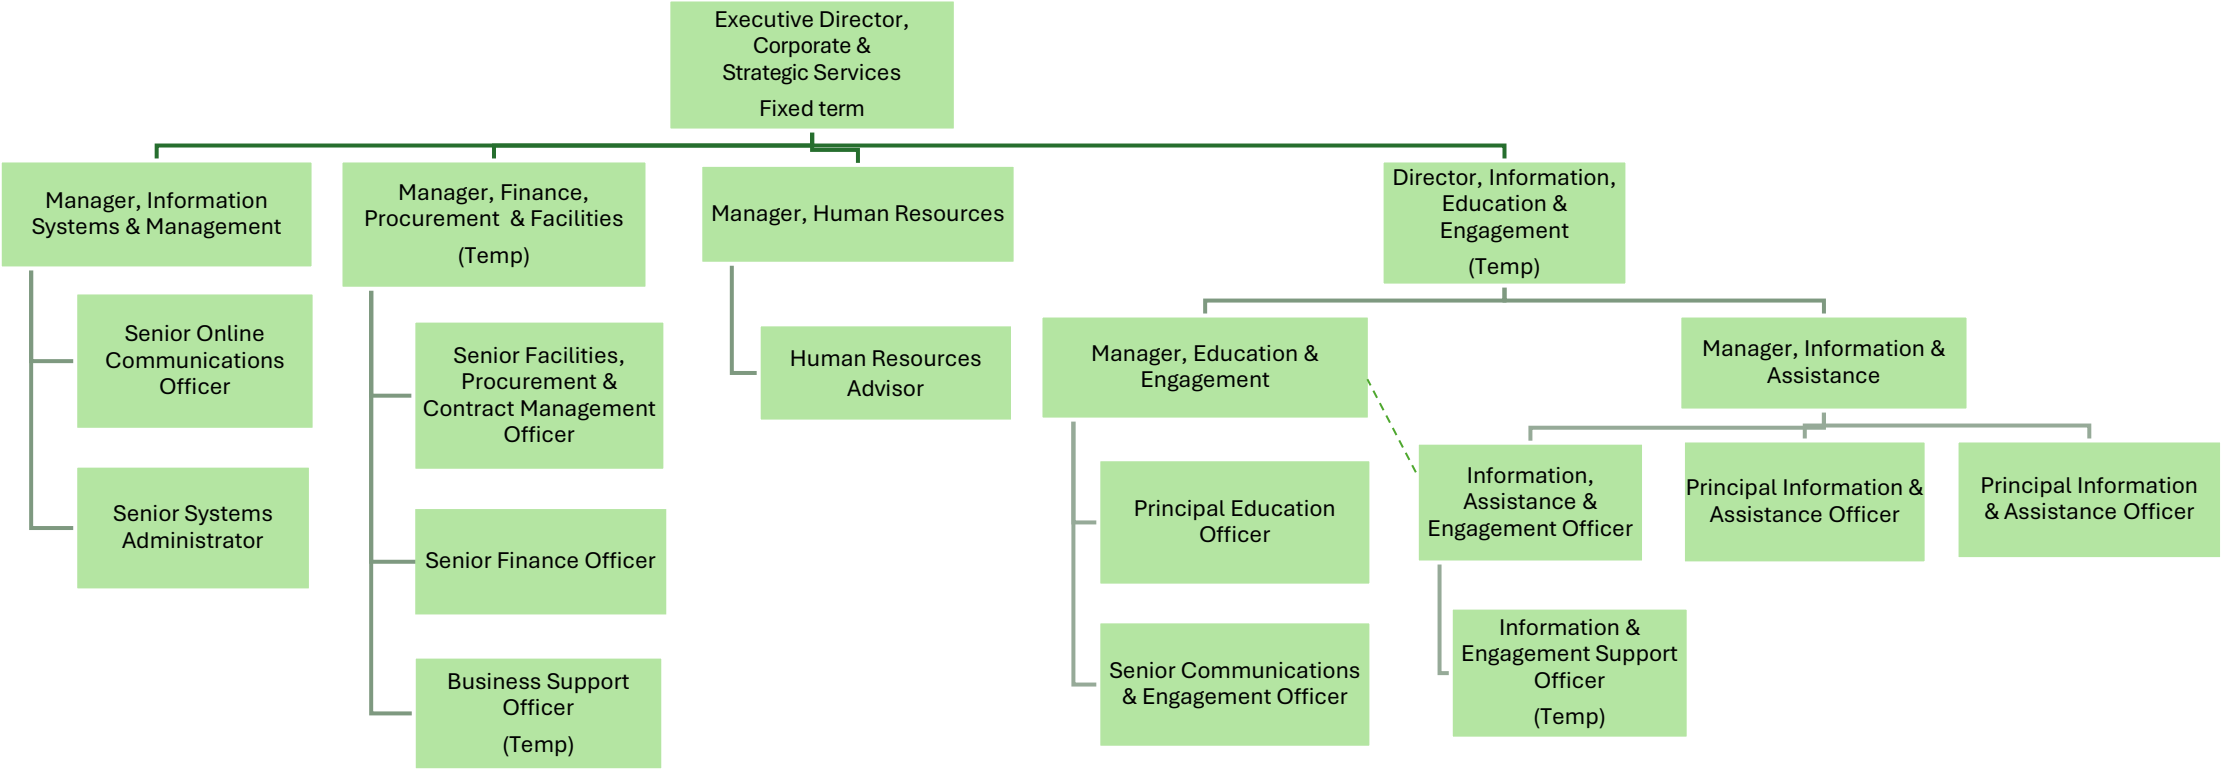 Executive Director,
Corporate &
Strategic Services
Fixed term
Manager, Information
Systems & Management
Senior Online
Communications
Officer
Senior Systems
Administrator
Manager, Finance,
Procurement & Facilities
(Temp)
Senior Facilities,
Procurement &
Contract Management
Officer
Senior Finance Officer
Business Support
Officer
(Temp)
Manager, Human Resources
Human Resources
Advisor
Director, Information,
Education &
Engagement
(Temp)
Manager, Education &
Engagement
Principal Education
Officer
Senior Communications
& Engagement Officer
Manager, Information &
Assistance
Information,
Assistance &
Engagement Officer
Information &
Engagement Support
Officer
(Temp)
Principal Information &
Assistance Officer
Principal Information
& Assistance Officer